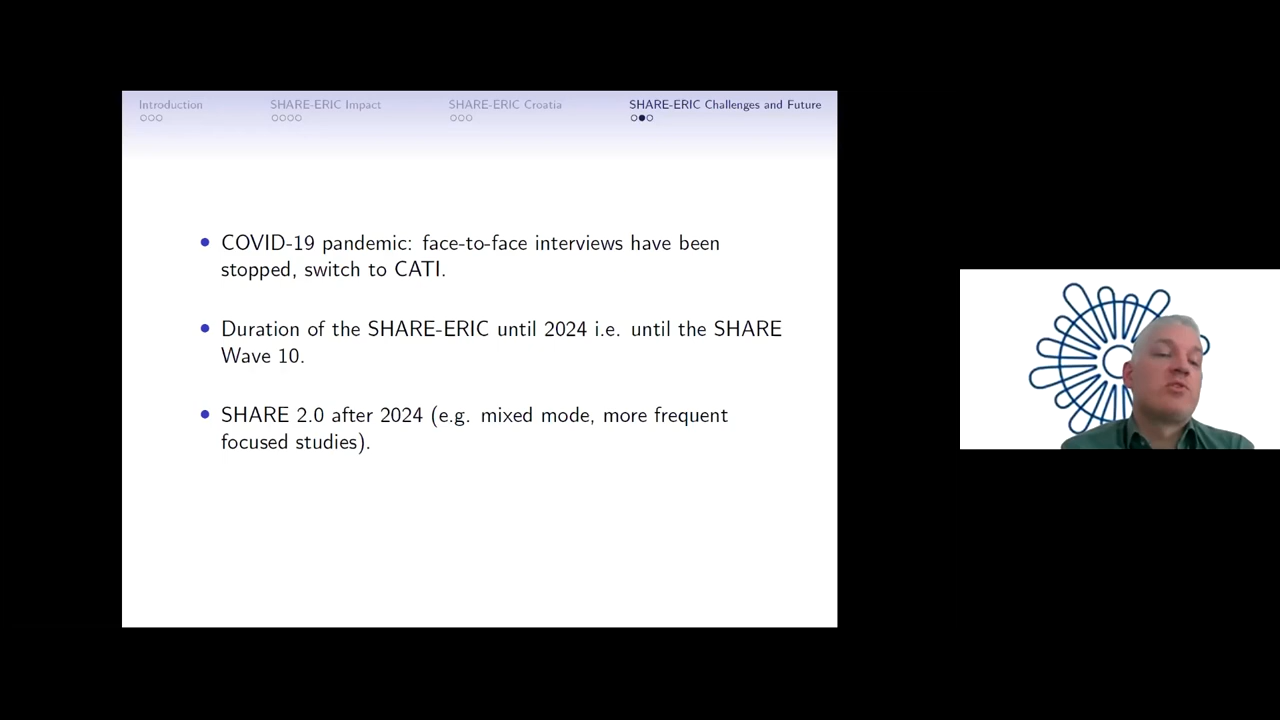 Introduction
SHARE-ERIC Impact
SHARE-ERIC Croatia
SHARE-ERIC Challenges and Future
• COVID-19 pandemic: face-to-face interviews have been
stopped, switch to CATI.
• Duration of the SHARE-ERIC until 2024 i.e. until the SHARE
Wave 10.
• SHARE 2.0 after 2024 (e.g. mixed mode, more frequent
focused studies).